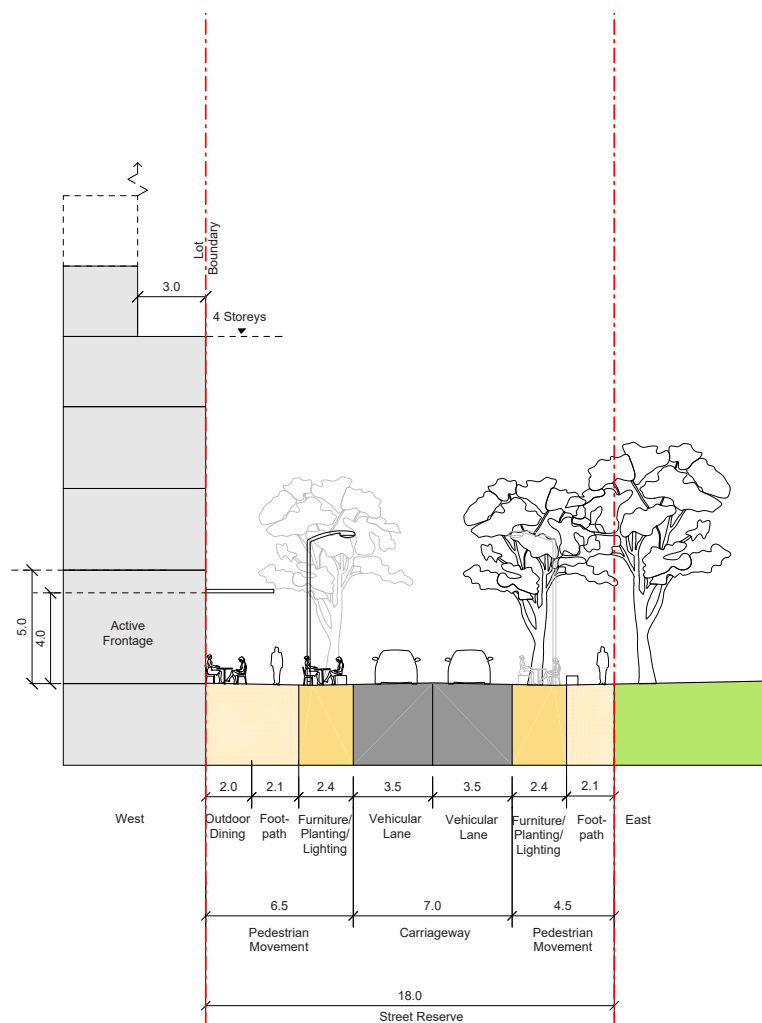 Lot
Boundary
3.0
4 Storeys
5.0
4.0
Active
Frontage
2.0
2.1
2.4
3.5
3.5
2.4
2.1
West
Outdoor
Dining
Foot-
path
Furniture/
Planting/
Lighting
Vehicular
Lane
Vehicular
Lane
Furniture/
Planting/
Lighting
Foot-
path
East
6.5
7.0
4.5
Pedestrian
Movement
Carriageway
Pedestrian
Movement
18.0
Street Reserve